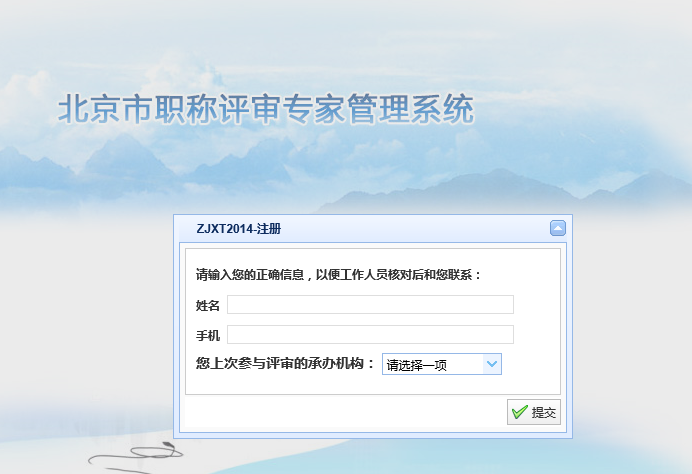 北京市职称评审专家管理系统
ZJXT2014-注册
请输入您的正确信息，以便工作人员核对后和您联系：
姓名
手机
您上次参与评审的承办机构： 请选择一项
提交